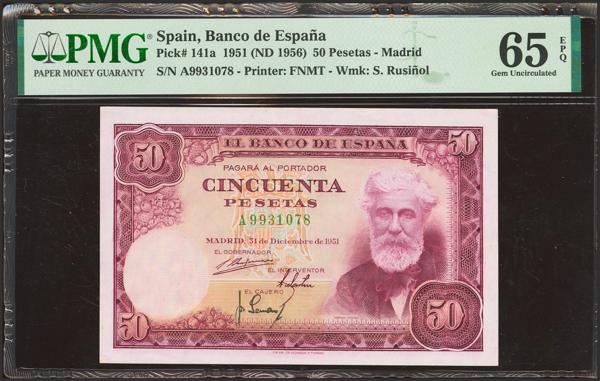 PMG
PAPER MONEY GUARANTY
Spain, Banco de España
Pick# 141a 1951 (ND 1956) 50 Pesetas - Madrid
S/N A9931078 - Printer: FNMT - Wmk: S. Rusiñol
65 EPQ
Gem Uncirculated
50
50
EL BANCO DE ESPAÑA
PAGARÁ AL PORTADOR
CINCUENTA
PESETAS
A9931078
MADRID, 31 de Diciembre de 1951
EL GOBERNADOR
EL INTERVENTOR
EL CAJERO
50
50